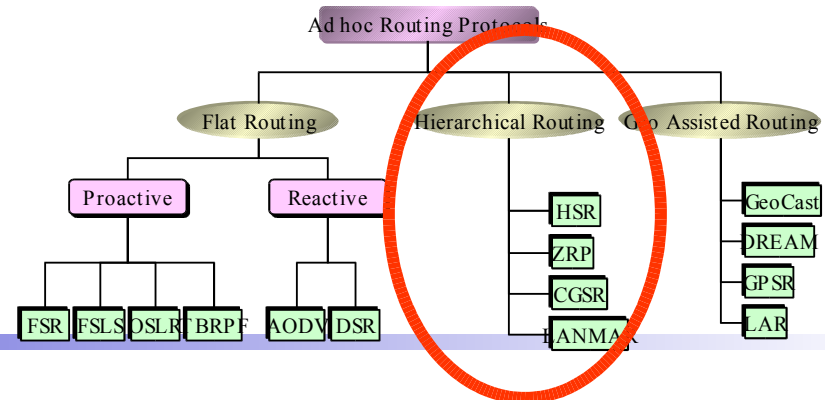 Ad hoc Routing Protocols
Flat Routing
Hierarchical Routing
Geo Assisted Routing
Proactive
Reactive
HSR
ZRP
CGSR
LANMAR
GeoCast
DREAM
GPSR
LAR
FSR
FSLS
OSLR
TBRPF
AODV
DSR